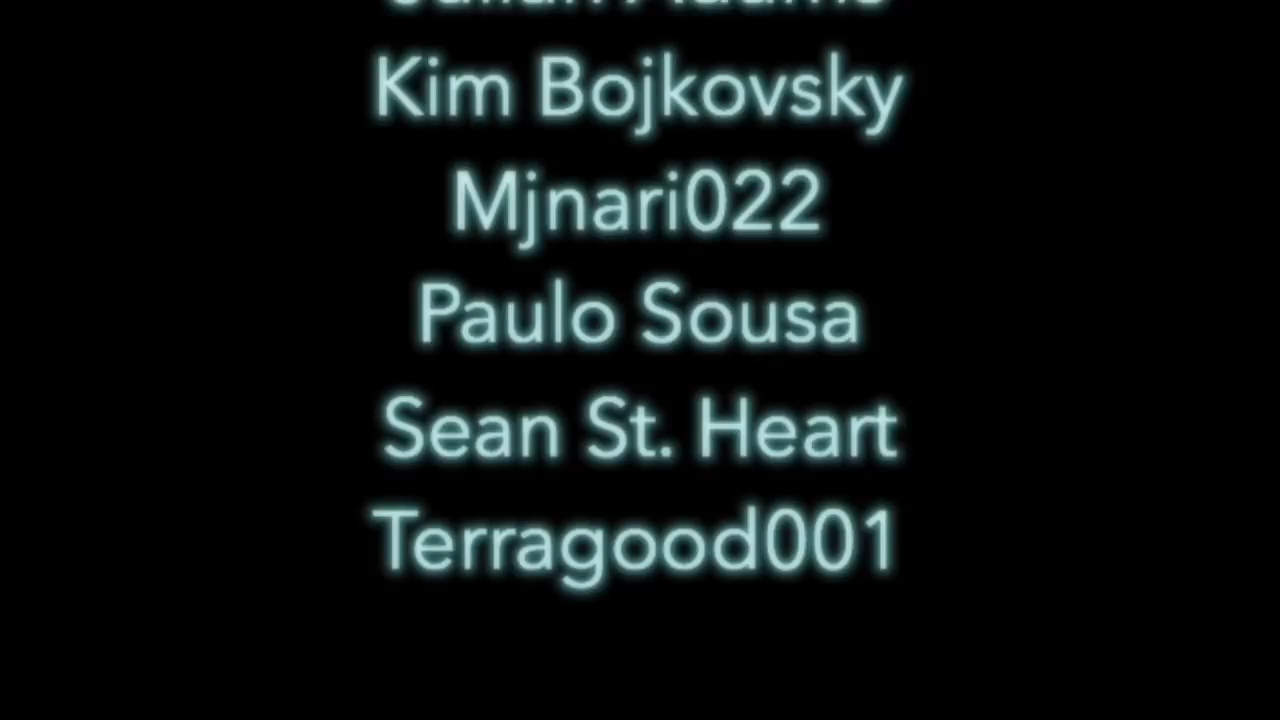 Kim Bojkovsky
Mjnari022
Paulo Sousa
Sean St. Heart
Terragood001